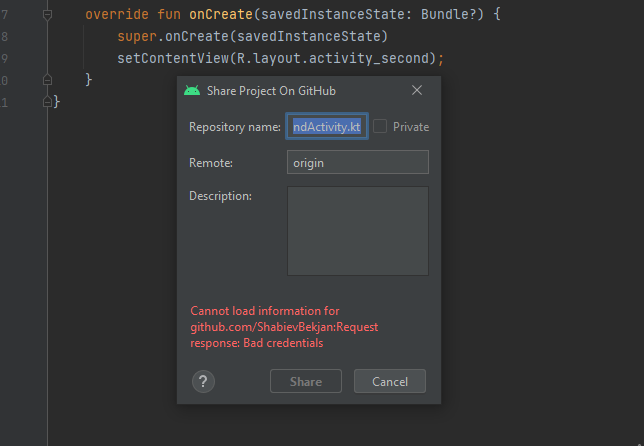 7 override fun onCreate(savedInstanceState: Bundle?) {
8 super.onCreate(savedInstanceState)
9 setContentView(R.layout.activity_second);
0 }
1 }
Share Project On GitHub
Repository name: ndActivity.kt Private
Remote: origin
Description:
Cannot load information for
github.com/ShabievBekjan:Request
response: Bad credentials
? Share Cancel